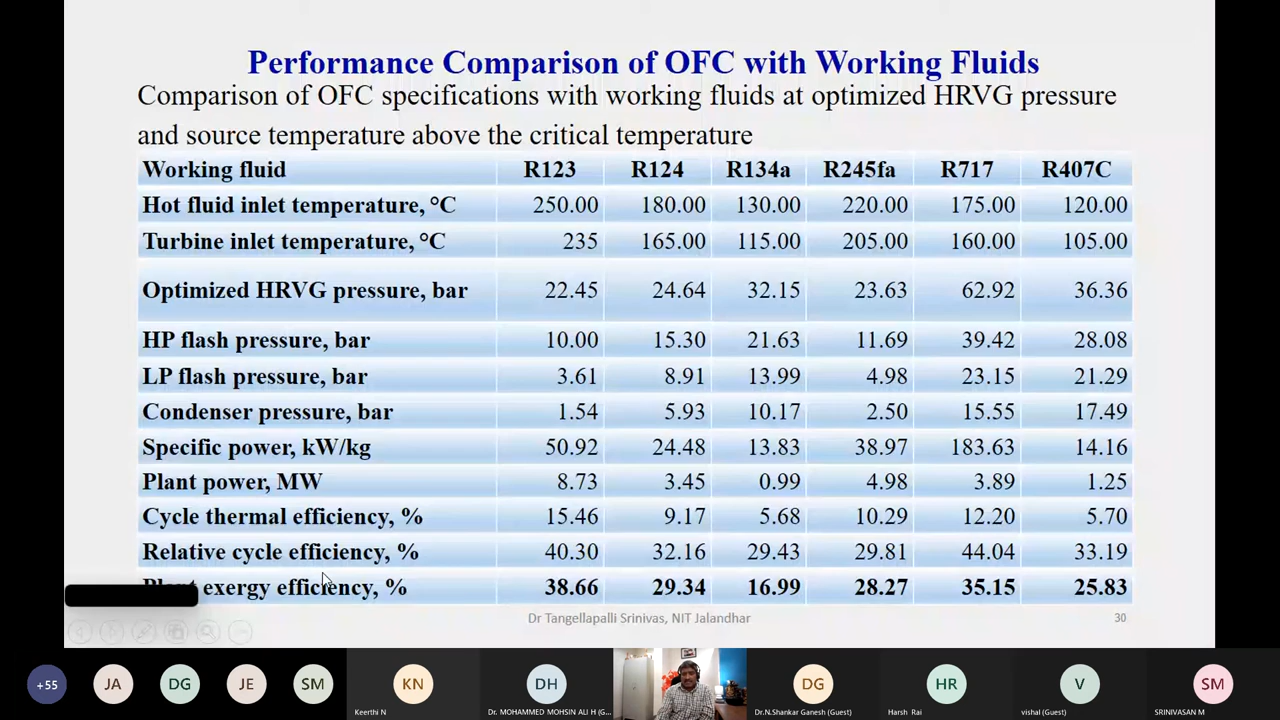 Performance Comparison of OFC with Working Fluids
Comparison of OFC specifications with working fluids at optimized HRVG pressure
and source temperature above the critical temperature
Working fluid R123 R124 R134a R245fa R717 R407C
Hot fluid inlet temperature, °C 250.00 180.00 130.00 220.00 175.00 120.00
Turbine inlet temperature, °C 235 165.00 115.00 205.00 160.00 105.00
Optimized HRVG pressure, bar 22.45 24.64 32.15 23.63 62.92 36.36
HP flash pressure, bar 10.00 15.30 21.63 11.69 39.42 28.08
LP flash pressure, bar 3.61 8.91 13.99 4.98 23.15 21.29
Condenser pressure, bar 1.54 5.93 10.17 2.50 15.55 17.49
Specific power, kW/kg 50.92 24.48 13.83 38.97 183.63 14.16
Plant power, MW 8.73 3.45 0.99 4.98 3.89 1.25
Cycle thermal efficiency, % 15.46 9.17 5.68 10.29 12.20 5.70
Relative cycle efficiency, % 40.30 32.16 29.43 29.81 44.04 33.19
exergy efficiency, % 38.66 29.34 16.99 28.27 35.15 25.83
Dr Tangellapalli Srinivas, NIT Jalandhar 30
+55 JA DG JE SM KN DH DG HR V SM
Keerthi N Dr. MOHAMMED MOHSIN ALI H (G... Dr.N.Shankar Ganesh (Guest) Harsh Rai vishal (Guest) SRINIVASAN M